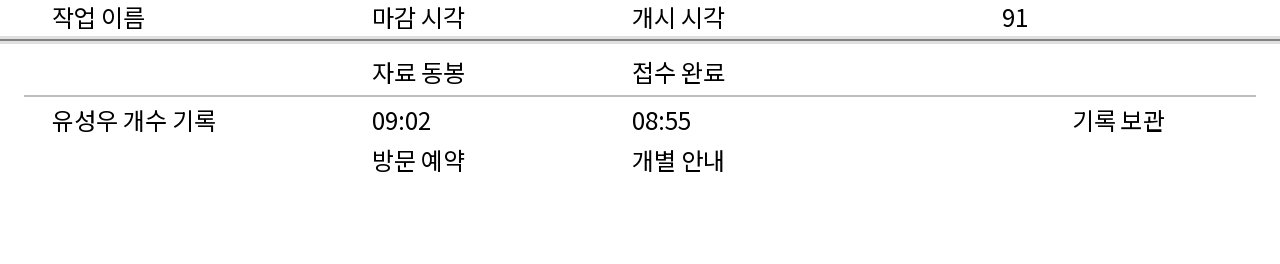 작업 이름 마감 시각 개시 시각 91
자료 동봉 접수 완료
유성우 개수 기록 09:02 08:55 기록 보관
방문 예약 개별 안내